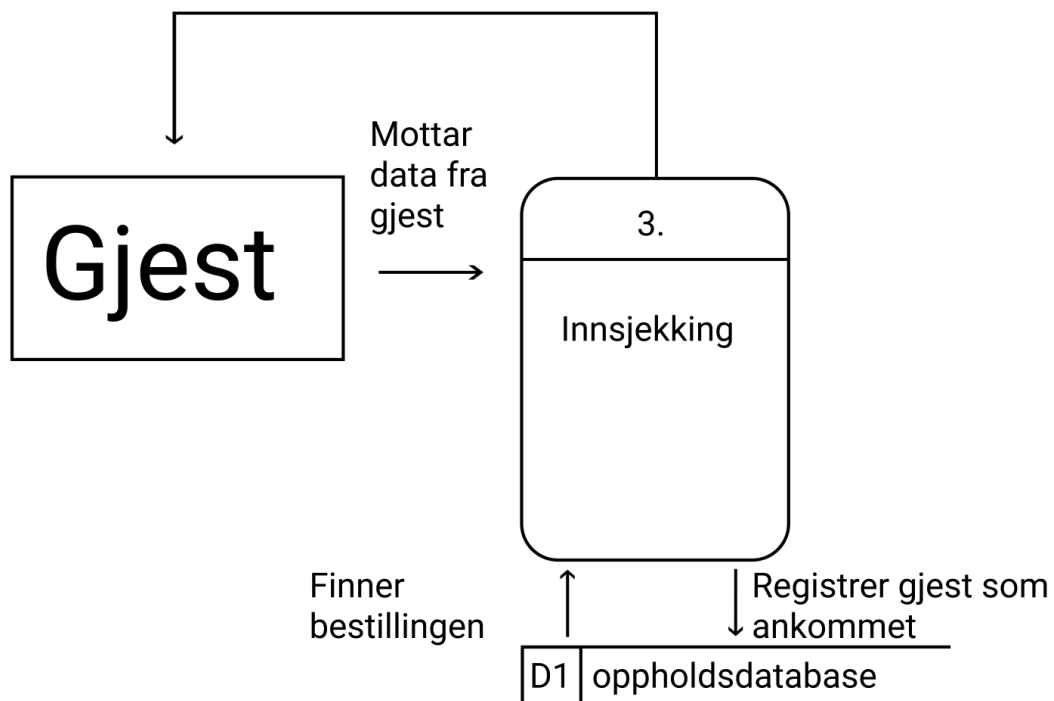 Mottar
data fra
gjest
Gjest
3.
Innsjekking
Finner
bestillingen
Registrer gjest som
ankommet
D1 oppholdsdatabase